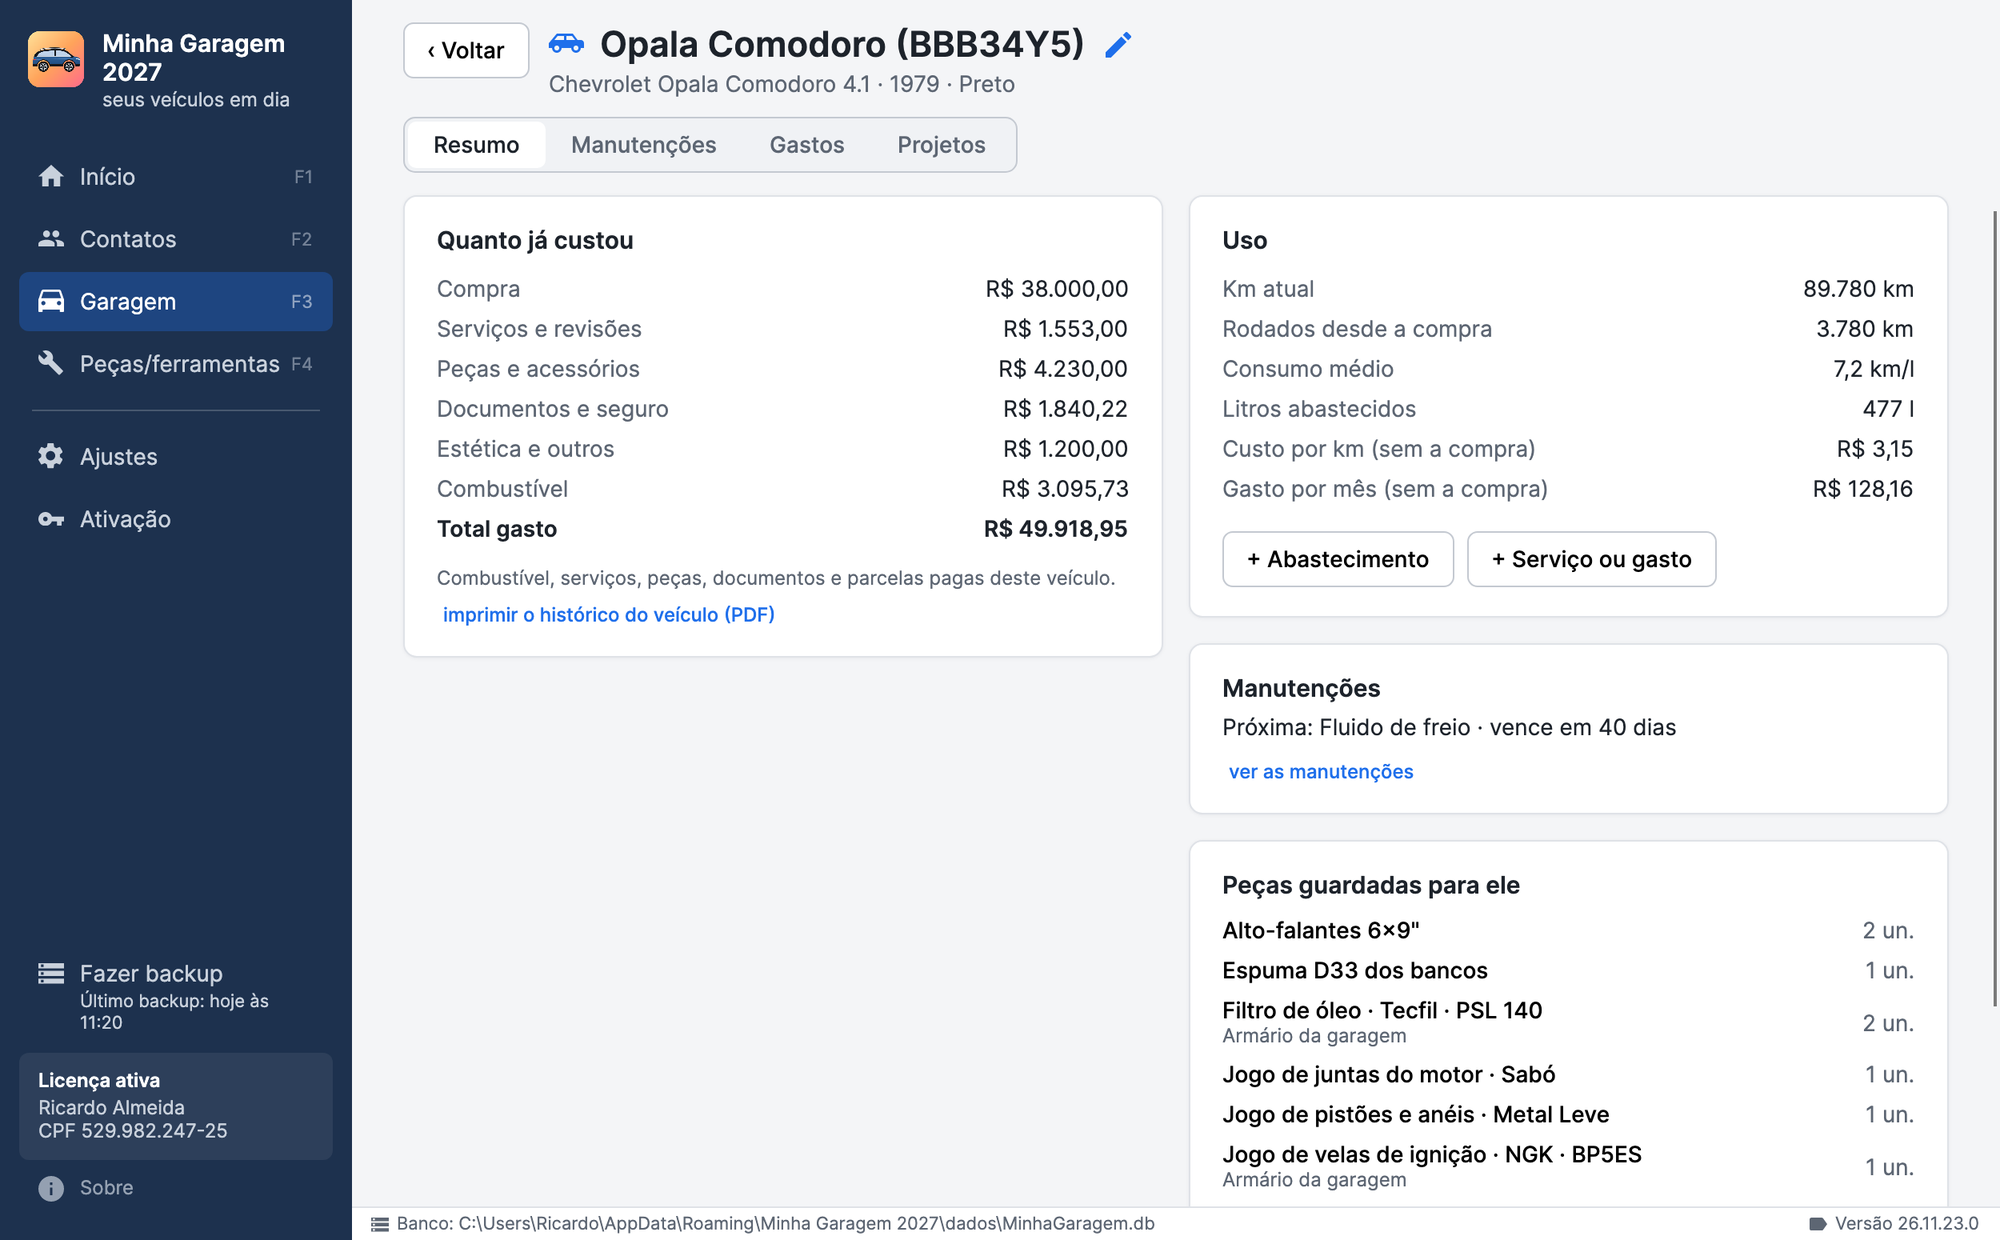 Minha Garagem
2027
seus veículos em dia
Início F1
Contatos F2
Garagem F3
Peças/ferramentas F4
Ajustes
Ativação
Fazer backup
Último backup: hoje às
11:20
Licença ativa
Ricardo Almeida
CPF 529.982.247-25
Sobre
‹ Voltar
Opala Comodoro (BBB34Y5)
Chevrolet Opala Comodoro 4.1 · 1979 · Preto
Resumo Manutenções Gastos Projetos
Quanto já custou
Compra R$ 38.000,00
Serviços e revisões R$ 1.553,00
Peças e acessórios R$ 4.230,00
Documentos e seguro R$ 1.840,22
Estética e outros R$ 1.200,00
Combustível R$ 3.095,73
Total gasto R$ 49.918,95
Combustível, serviços, peças, documentos e parcelas pagas deste veículo.
imprimir o histórico do veículo (PDF)
Uso
Km atual 89.780 km
Rodados desde a compra 3.780 km
Consumo médio 7,2 km/l
Litros abastecidos 477 l
Custo por km (sem a compra) R$ 3,15
Gasto por mês (sem a compra) R$ 128,16
+ Abastecimento + Serviço ou gasto
Manutenções
Próxima: Fluido de freio · vence em 40 dias
ver as manutenções
Peças guardadas para ele
Alto-falantes 6×9" 2 un.
Espuma D33 dos bancos 1 un.
Filtro de óleo · Tecfil · PSL 140 2 un.
Armário da garagem
Jogo de juntas do motor · Sabó 1 un.
Jogo de pistões e anéis · Metal Leve 1 un.
Jogo de velas de ignição · NGK · BP5ES 1 un.
Armário da garagem
Banco: C:\Users\Ricardo\AppData\Roaming\Minha Garagem 2027\dados\MinhaGaragem.db
Versão 26.11.23.0